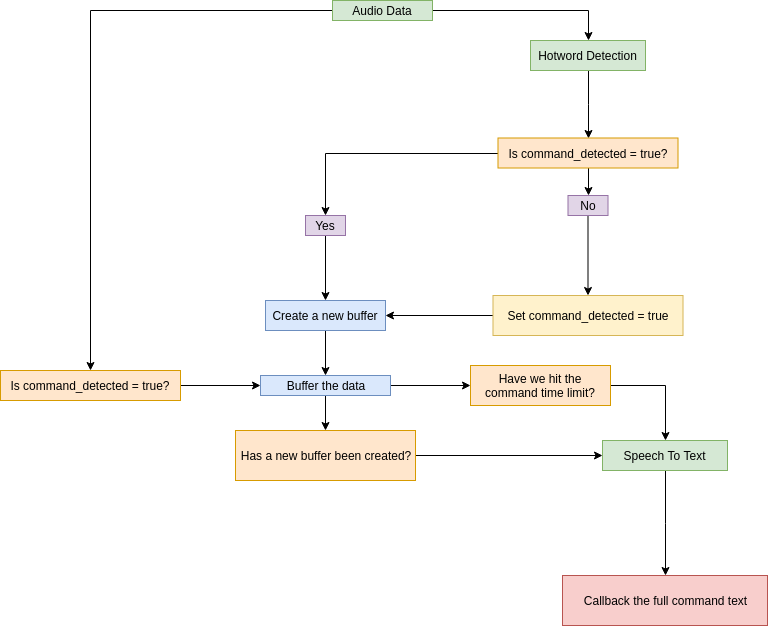 Audio Data
Hotword Detection
Is command_detected = true?
No
Yes
Create a new buffer
Set command_detected = true
Is command_detected = true?
Buffer the data
Have we hit the
command time limit?
Has a new buffer been created?
Speech To Text
Callback the full command text